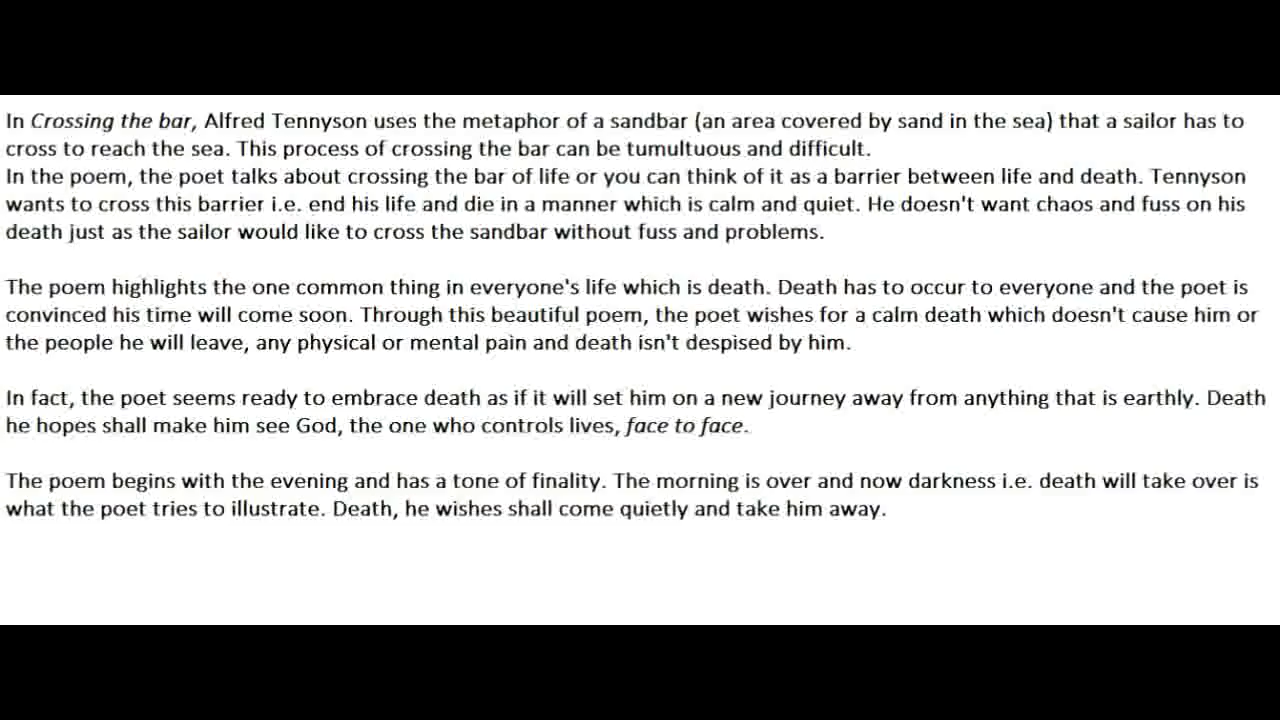 In Crossing the bar, Alfred Tennyson uses the metaphor of a sandbar (an area covered by sand in the sea) that a sailor has to
cross to reach the sea. This process of crossing the bar can be tumultuous and difficult.
In the poem, the poet talks about crossing the bar of life or you can think of it as a barrier between life and death. Tennyson
wants to cross this barrier i.e. end his life and die in a manner which is calm and quiet. He doesn't want chaos and fuss on his
death just as the sailor would like to cross the sandbar without fuss and problems.
The poem highlights the one common thing in everyone's life which is death. Death has to occur to everyone and the poet is
convinced his time will come soon. Through this beautiful poem, the poet wishes for a calm death which doesn't cause him or
the people he will leave, any physical or mental pain and death isn't despised by him.
In fact, the poet seems ready to embrace death as if it will set him on a new journey away from anything that is earthly. Death
he hopes shall make him see God, the one who controls lives, face to face.
The poem begins with the evening and has a tone of finality. The morning is over and now darkness i.e. death will take over is
what the poet tries to illustrate. Death, he wishes shall come quietly and take him away.